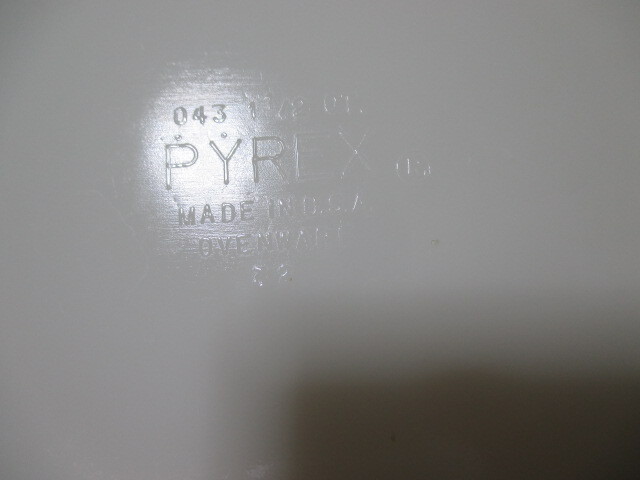 043 1 1/2 QT.
PYREX
MADE IN U.S.A.
OVENWARE